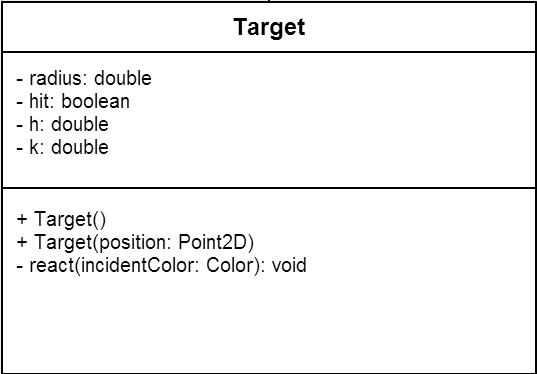 Target
- radius: double
- hit: boolean
- h: double
- k: double
+ Target()
+ Target(position: Point2D)
- react(incidentColor: Color): void